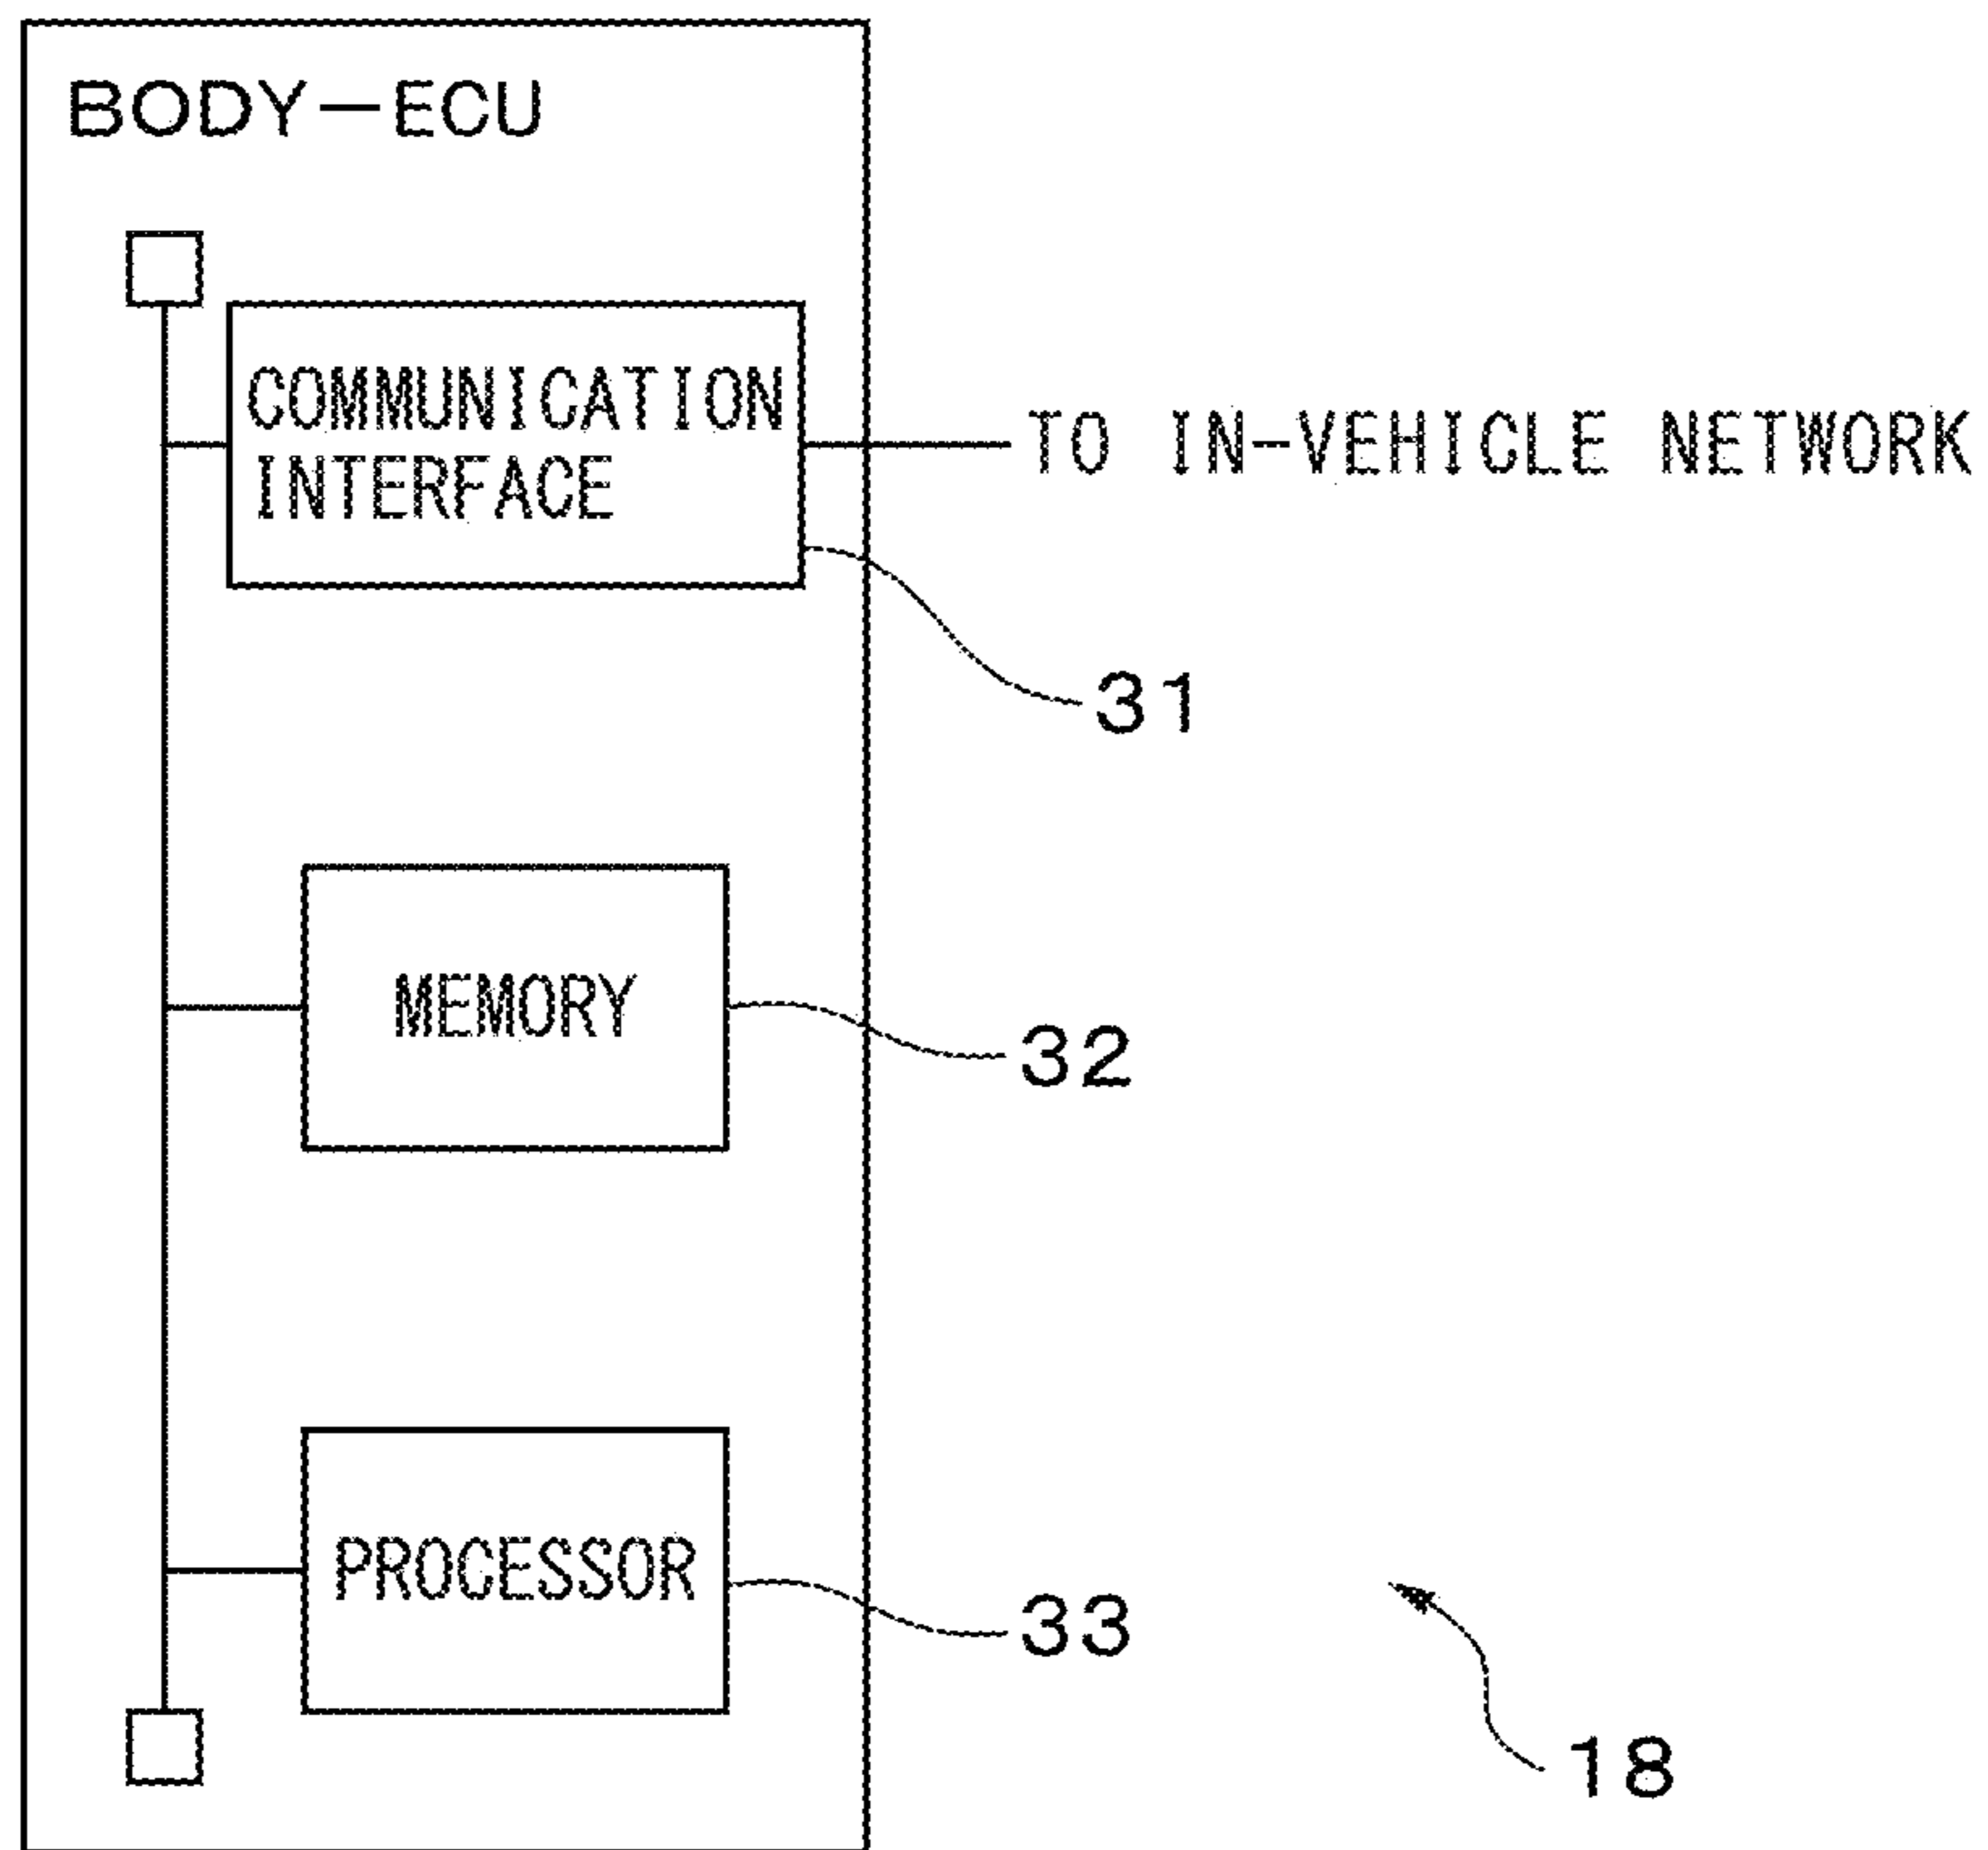 BODY-ECU
COMMUNICATION
INTERFACE
TO IN-VEHICLE NETWORK
31
MEMORY
32
PROCESSOR
33
18